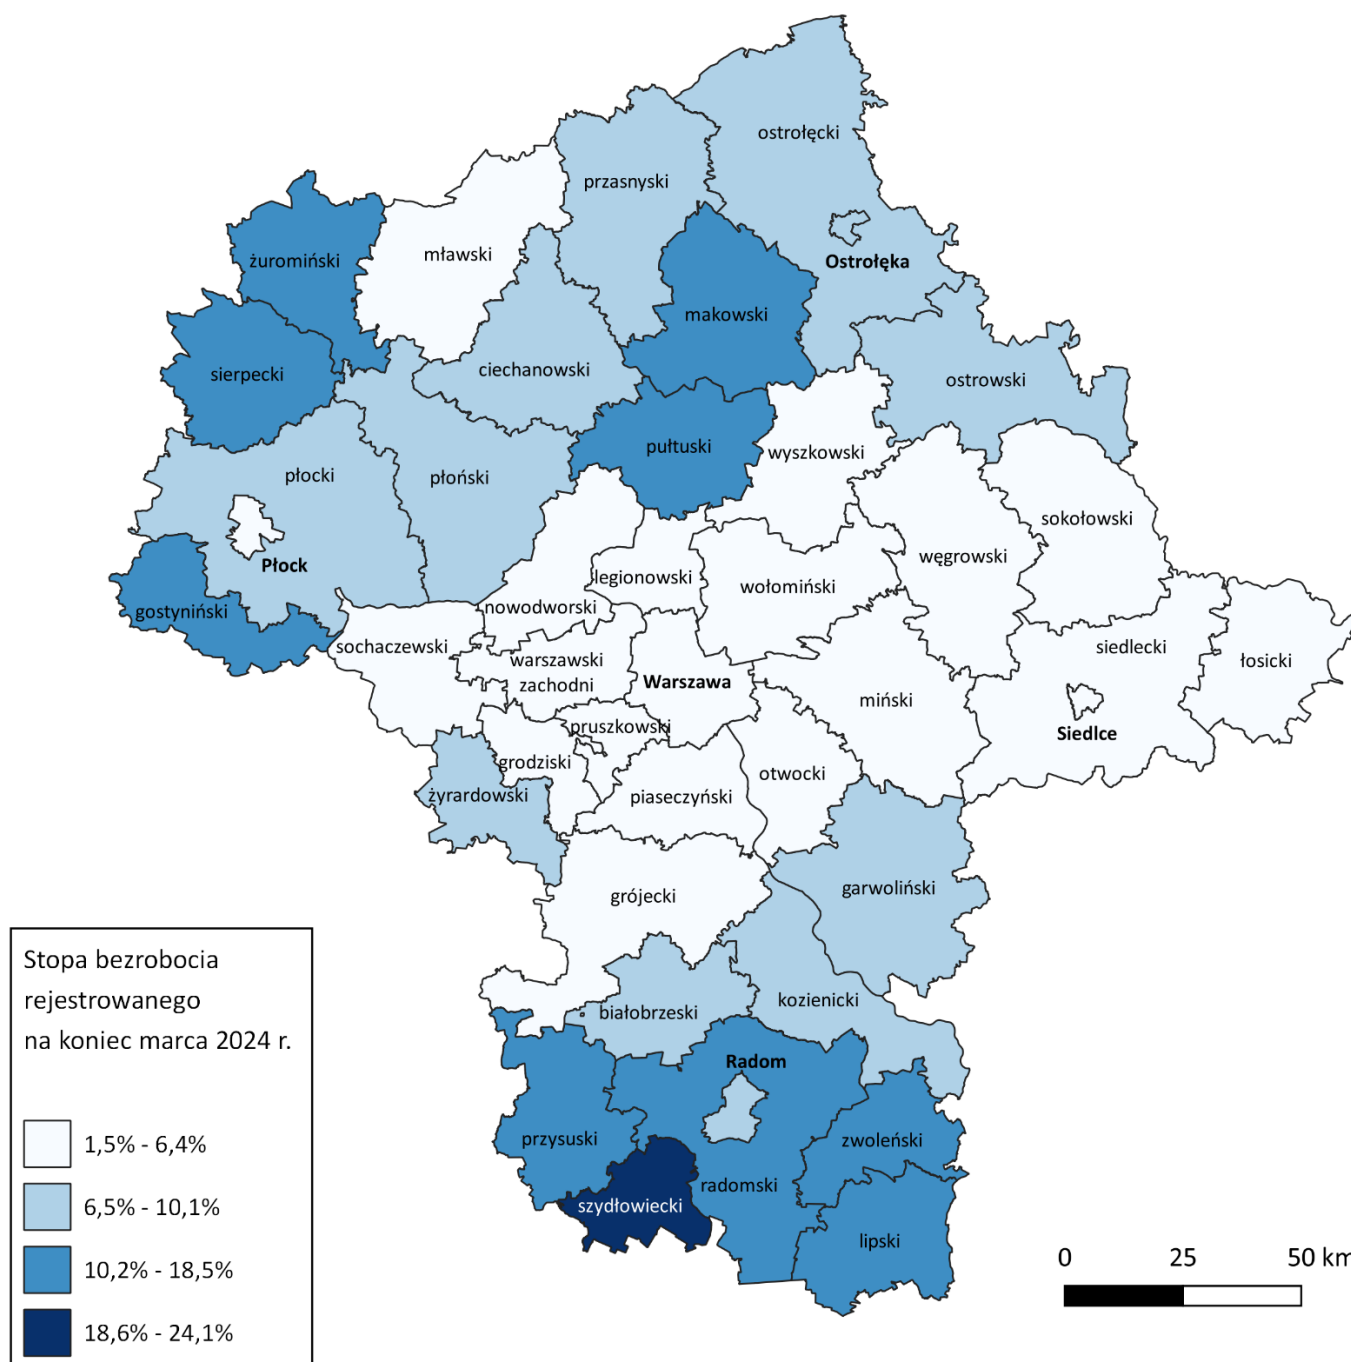 ostrołęcki
przasnyski
mławski
żuromiński
Ostrołęka
makowski
sierpecki
ciechanowski
ostrowski
pułtuski
wyszkowski
płocki
płoński
sokołowski
węgrowski
Płock
legionowski
wołomiński
gostyniński
nowodworski
sochaczewski
siedlecki
łosicki
warszawski
zachodni
Warszawa
miński
Siedlce
pruszkowski
grodziski
otwocki
żyrardowski
piaseczyński
garwoliński
grójecki
kozienicki
białobrzeski
Radom
przysuski
zwoleński
radomski
szydłowiecki
lipski
Stopa bezrobocia
rejestrowanego
na koniec marca 2024 r.
1,5% - 6,4%
6,5% - 10,1%
10,2% - 18,5%
18,6% - 24,1%
0 25 50 km